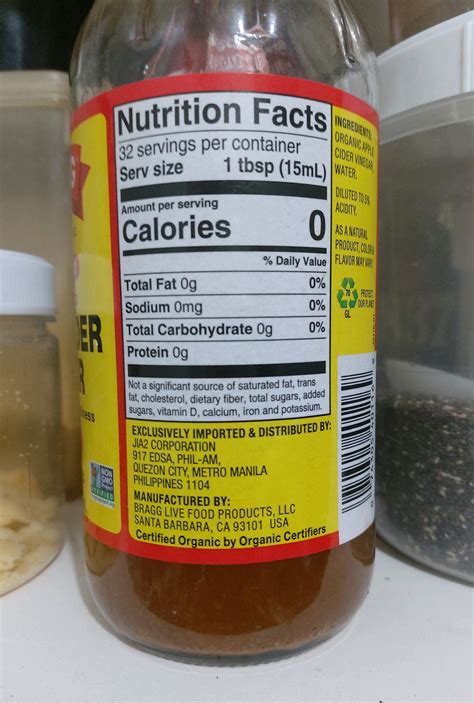 Nutrition Facts
32 servings per container
Serv size 1 tbsp (15mL)
Amount per serving
Calories 0
% Daily Value
Total Fat 0g 0%
Sodium 0mg 0%
Total Carbohydrate 0g 0%
Protein 0g
Not a significant source of saturated fat, trans
fat, cholesterol, dietary fiber, total sugars, added
sugars, vitamin D, calcium, iron and potassium.
EXCLUSIVELY IMPORTED & DISTRIBUTED BY:
JIA2 CORPORATION
917 EDSA, PHIL-AM,
QUEZON CITY, METRO MANILA
PHILIPPINES 1104
MANUFACTURED BY:
BRAGG LIVE FOOD PRODUCTS, LLC
SANTA BARBARA, CA 93101 USA
Certified Organic by Organic Certifiers
INGREDIENTS:
ORGANIC APPLE
CIDER VINEGAR,
WATER.
DILUTED TO 5%
ACIDITY.
AS A NATURAL
PRODUCT, COLOR &
FLAVOR MAY VARY.
70
GL
PROTECT
OUR PLANET
DER
R
ness
NON
GMO